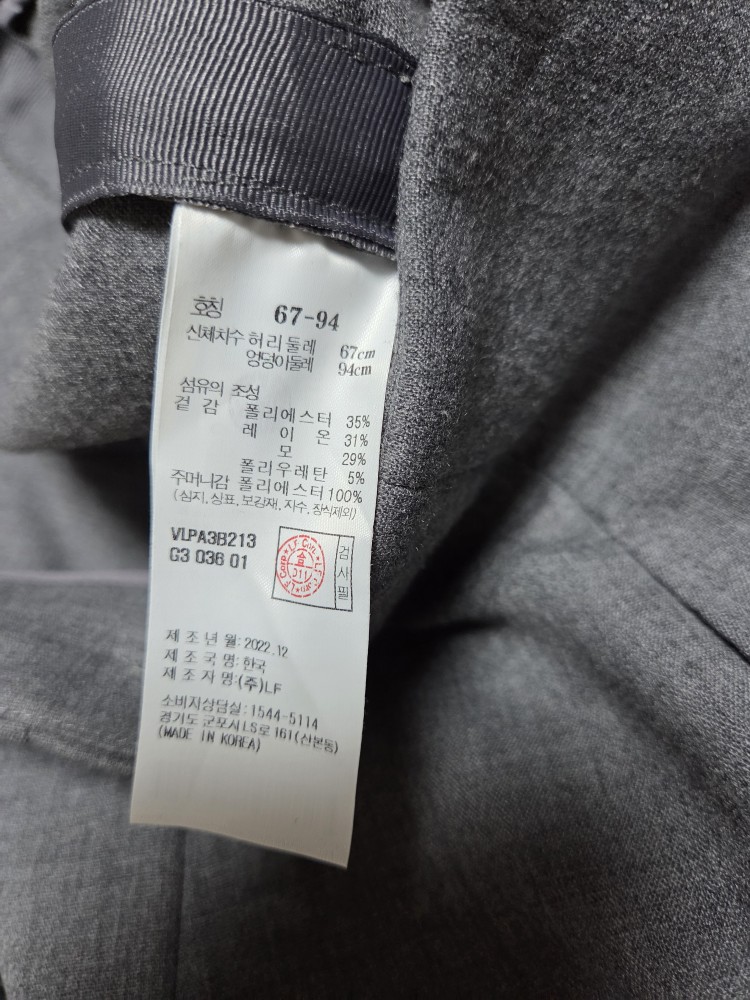 호칭 67-94
신체치수 허리둘레 67cm
엉덩이둘레 94cm
섬유의 조성
겉감 폴리에스터 35%
레이온 31%
모 29%
폴리우레탄 5%
주머니감 폴리에스터 100%
(심지,상표,보강재,자수,장식제외)
VLPA3B213
G3 036 01
검사필
제조년월:2022.12
제조국명:한국
제조자명:(주)LF
소비자상담실:1544-5114
경기도 군포시 LS로 161(산본동)
(MADE IN KOREA)